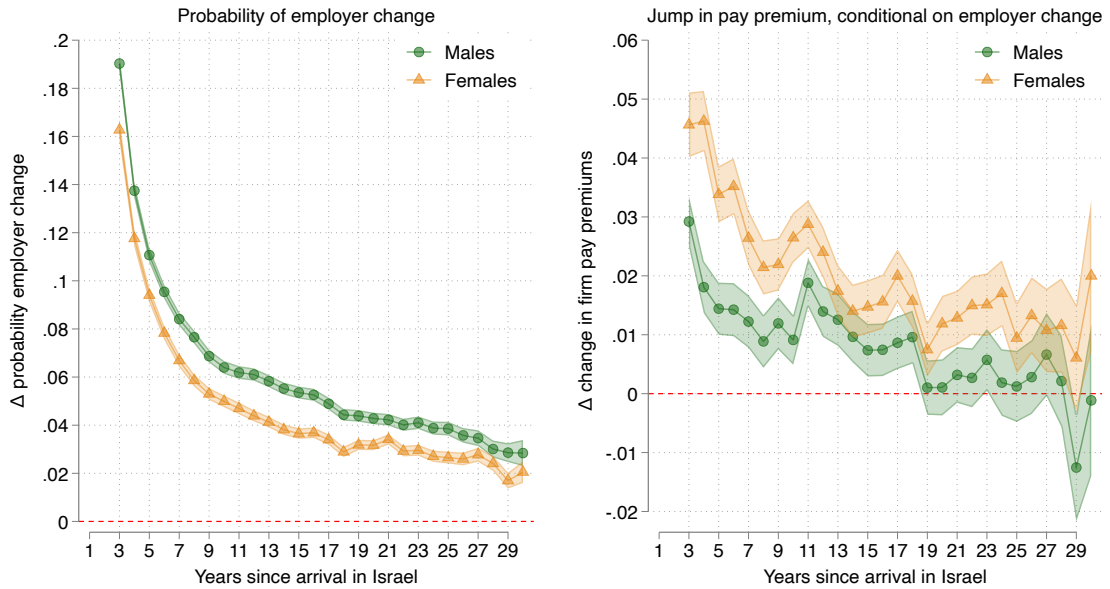 Probability of employer change
.2
.18
.16
.14
.12
.1
.08
.06
.04
.02
0
Δ probability employer change
Males
Females
1 3 5 7 9 11 13 15 17 19 21 23 25 27 29
Years since arrival in Israel
Jump in pay premium, conditional on employer change
.06
.05
.04
.03
.02
.01
0
-.01
-.02
Δ change in firm pay premiums
Males
Females
1 3 5 7 9 11 13 15 17 19 21 23 25 27 29
Years since arrival in Israel